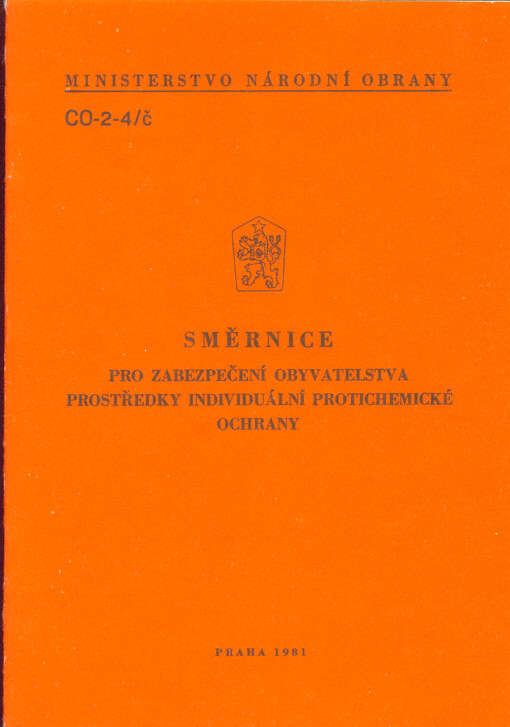 MINISTERSTVO NÁRODNÍ OBRANY
CO-2-4/č
SMĚRNICE
PRO ZABEZPEČENÍ OBYVATELSTVA
PROSTŘEDKY INDIVIDUÁLNÍ PROTICHEMICKÉ
OCHRANY
PRAHA 1981